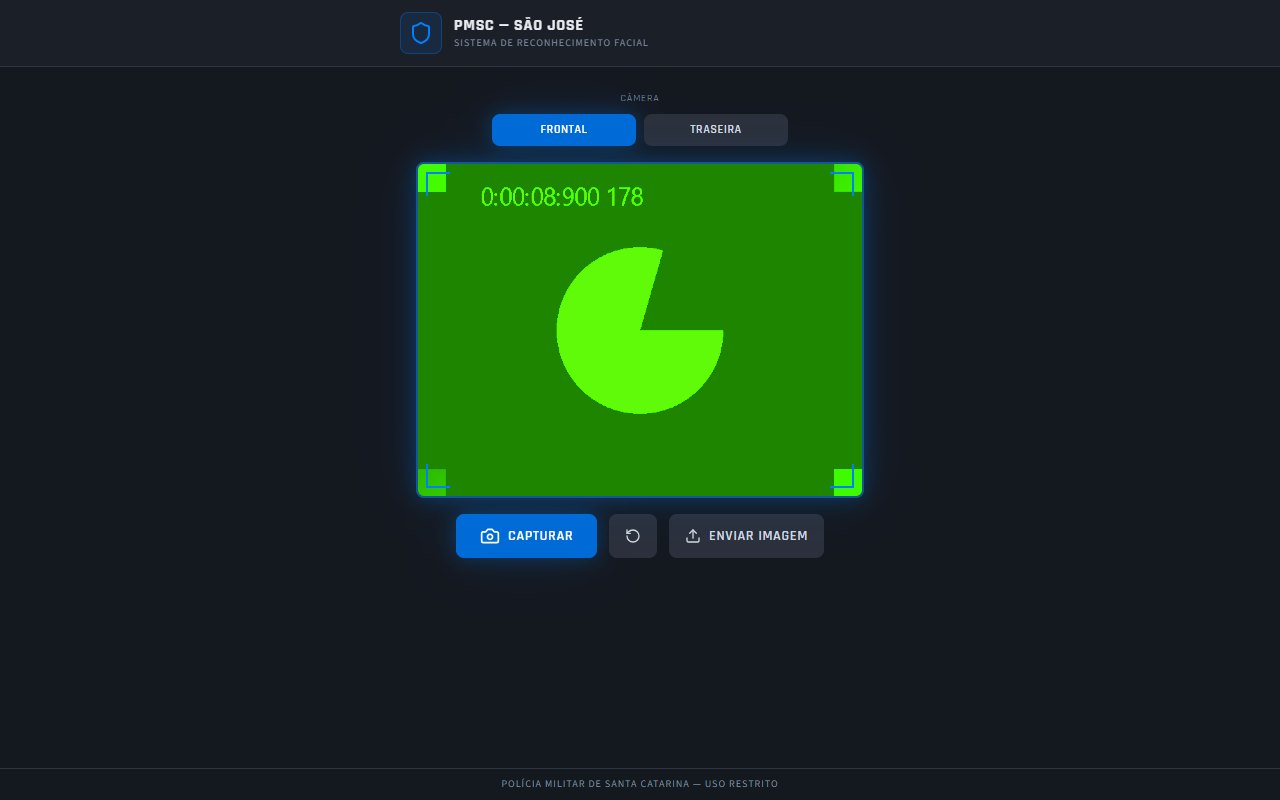 PMSC — SÃO JOSÉ
SISTEMA DE RECONHECIMENTO FACIAL
CÂMERA
FRONTAL
TRASEIRA
0:00:08:900 178
CAPTURAR
ENVIAR IMAGEM
POLÍCIA MILITAR DE SANTA CATARINA — USO RESTRITO